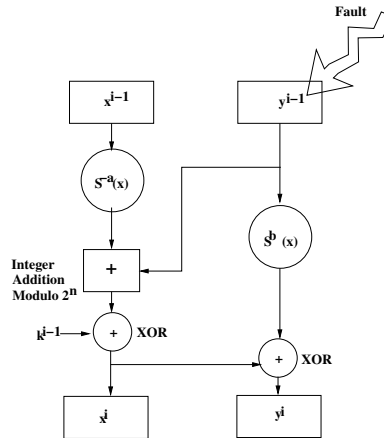 Fault
x^{i−1}
y^{i−1}
S^{−a}(x)
S^{b}(x)
Integer
Addition
Modulo 2^{n}
+
k^{i−1}
+
XOR
+
XOR
x^{i}
y^{i}